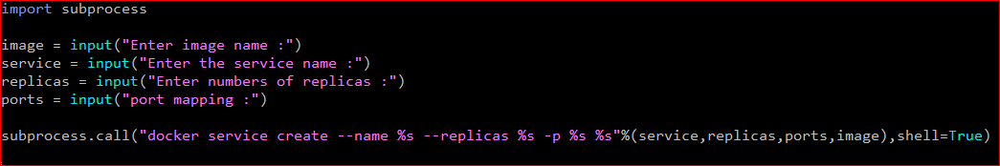 import subprocess
image = input("Enter image name :")
service = input("Enter the service name :")
replicas = input("Enter numbers of replicas :")
ports = input("port mapping :")
subprocess.call("docker service create --name %s --replicas %s -p %s %s"%(service,replicas,ports,image),shell=True)